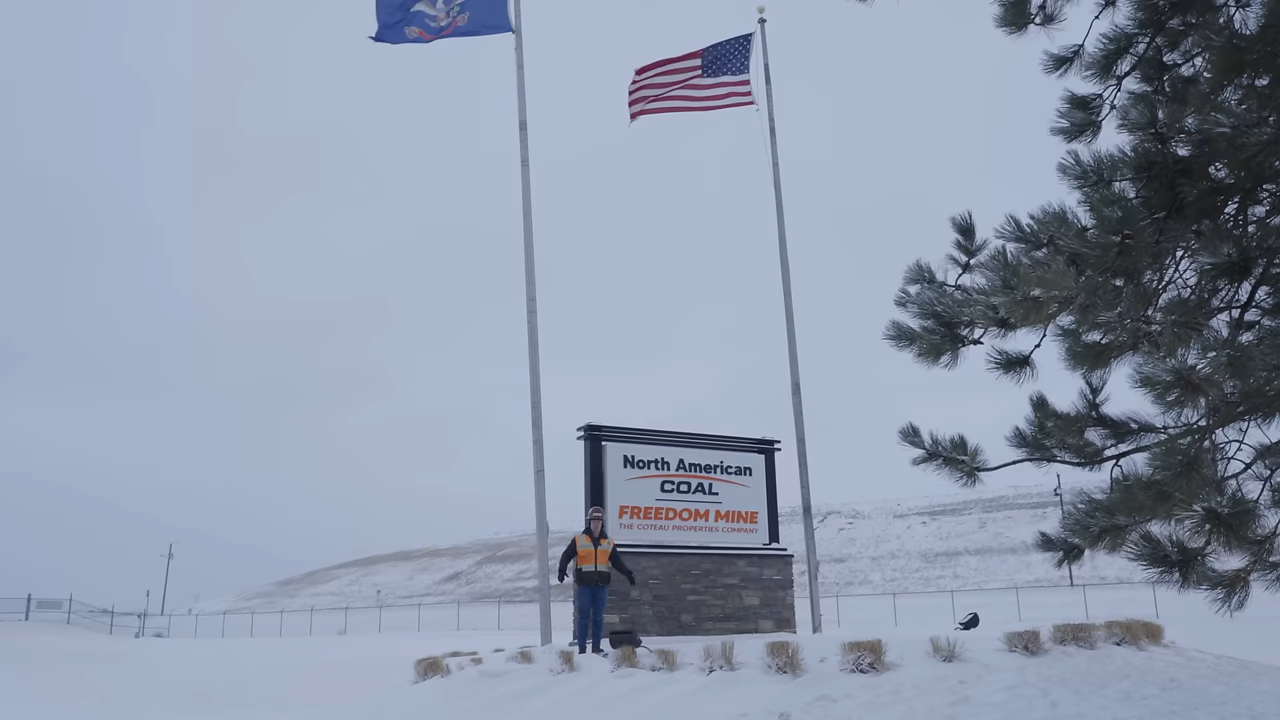 North American
COAL
FREEDOM MINE
THE COTEAU PROPERTIES COMPANY